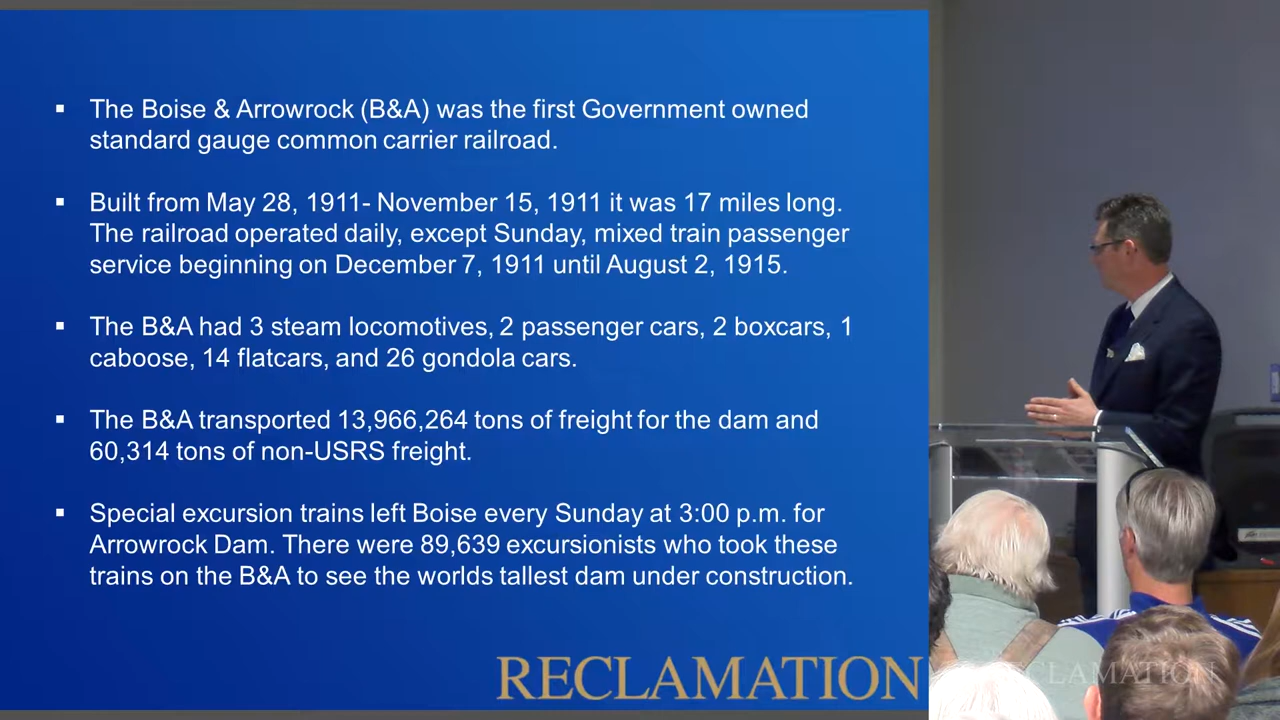 ▪ The Boise & Arrowrock (B&A) was the first Government owned
standard gauge common carrier railroad.
▪ Built from May 28, 1911- November 15, 1911 it was 17 miles long.
The railroad operated daily, except Sunday, mixed train passenger
service beginning on December 7, 1911 until August 2, 1915.
▪ The B&A had 3 steam locomotives, 2 passenger cars, 2 boxcars, 1
caboose, 14 flatcars, and 26 gondola cars.
▪ The B&A transported 13,966,264 tons of freight for the dam and
60,314 tons of non-USRS freight.
▪ Special excursion trains left Boise every Sunday at 3:00 p.m. for
Arrowrock Dam. There were 89,639 excursionists who took these
trains on the B&A to see the worlds tallest dam under construction.
RECLAMATION
RECLAMATION